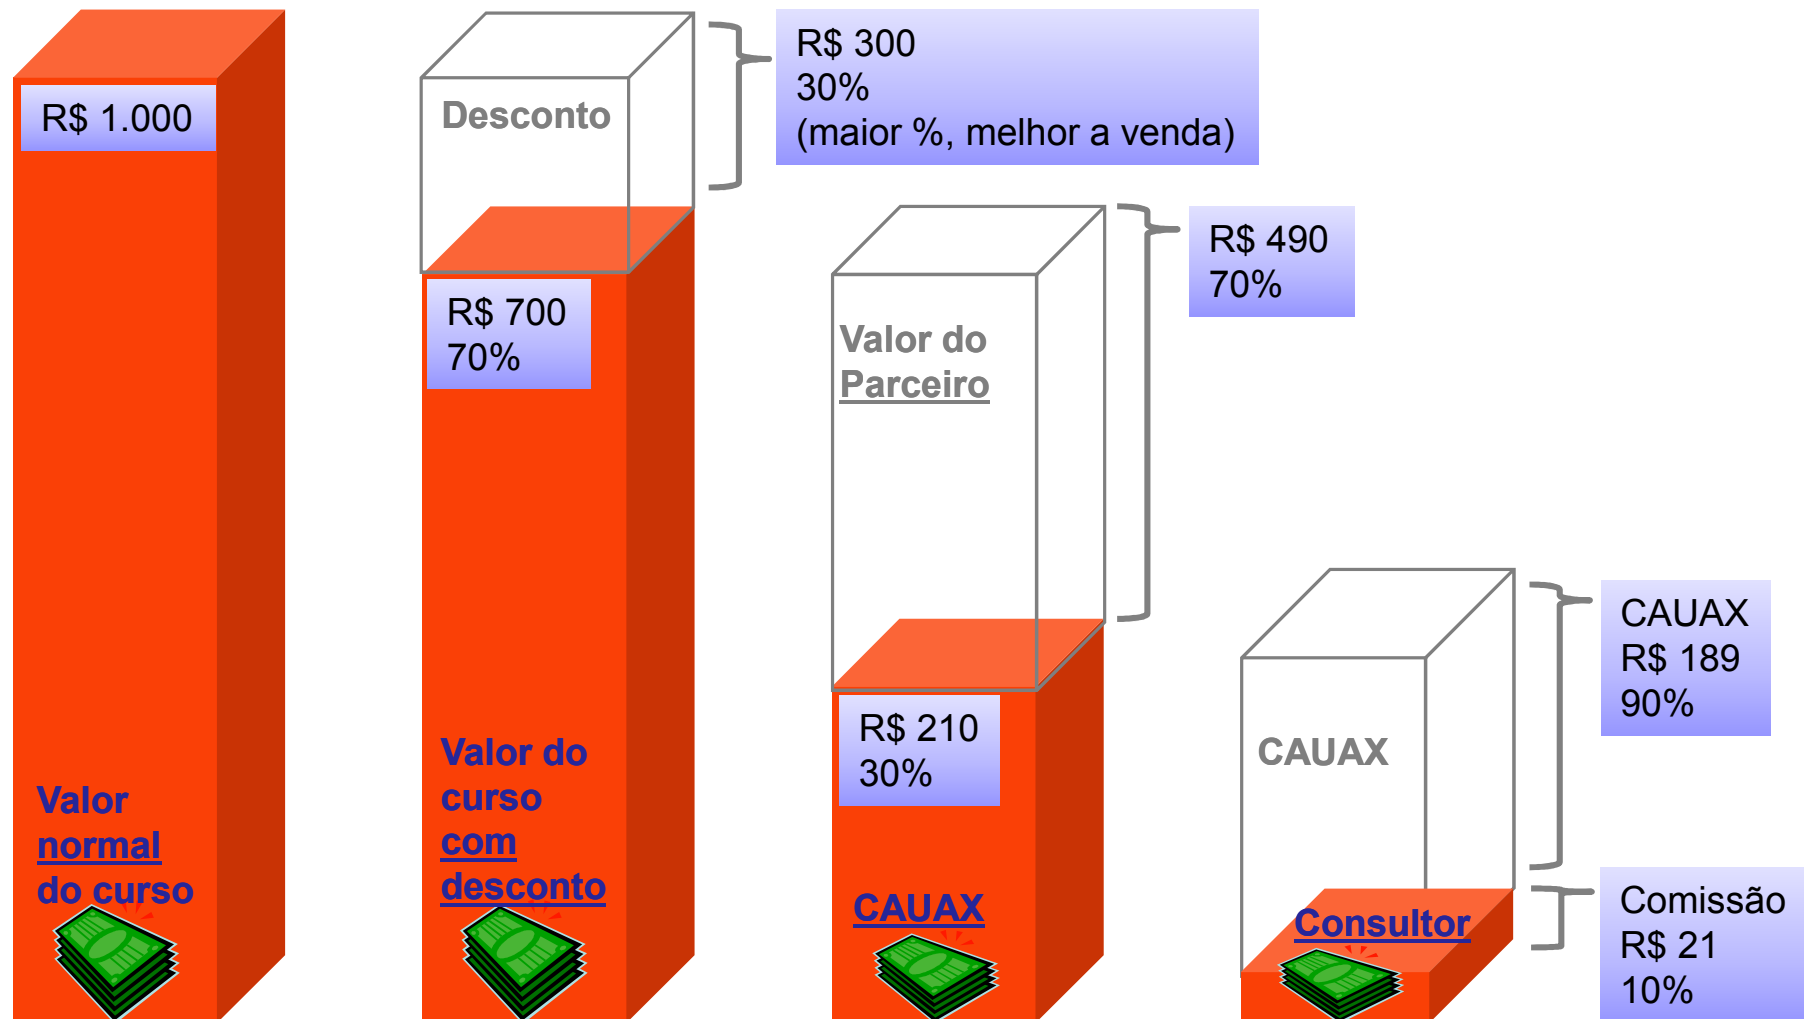 R$ 1.000
Valor
normal
do curso
Desconto
R$ 300
30%
(maior %, melhor a venda)
R$ 700
70%
Valor do
curso
com
desconto
Valor do
Parceiro
R$ 490
70%
R$ 210
30%
CAUAX
CAUAX
CAUAX
R$ 189
90%
Consultor
Comissão
R$ 21
10%